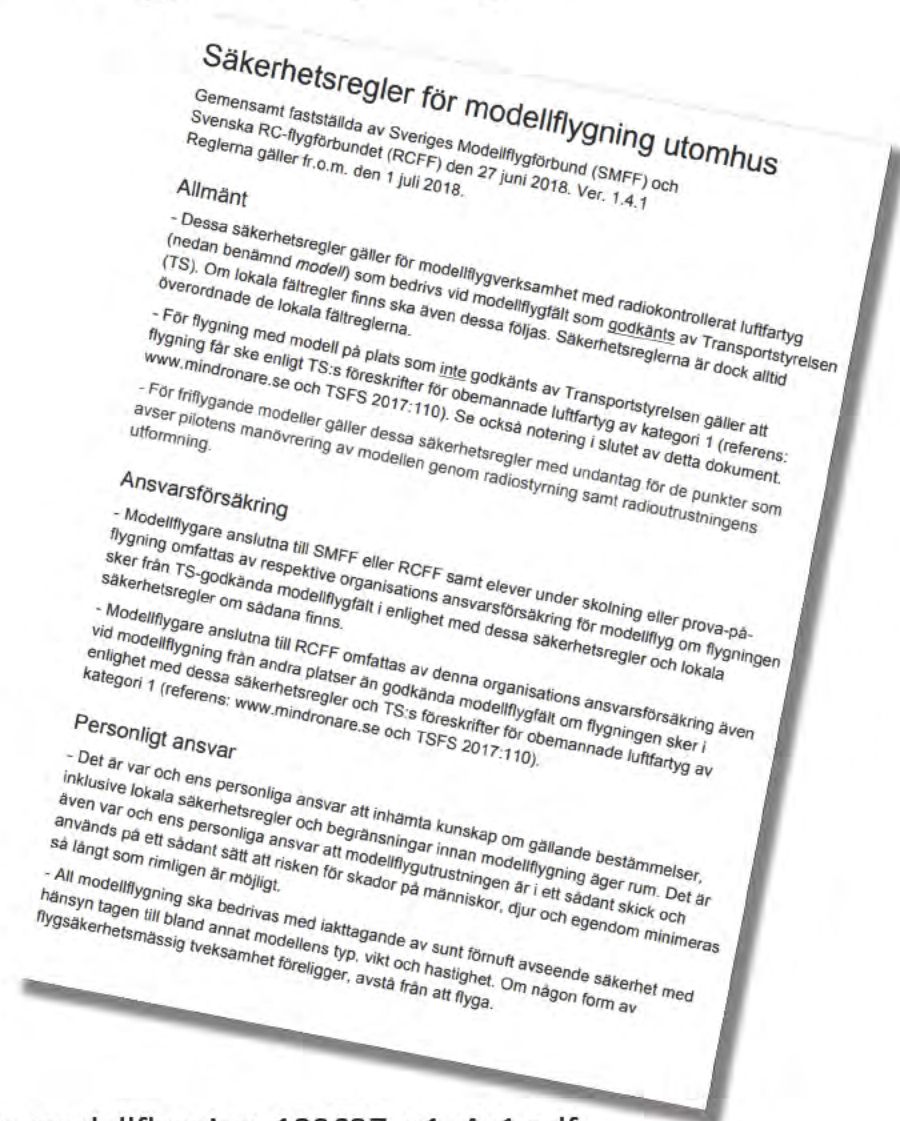 Säkerhetsregler för modellflygning utomhus
Gemensamt fastställda av Sveriges Modellflygförbund (SMFF) och
Svenska RC-flygförbundet (RCFF) den 27 juni 2018. Ver. 1.4.1
Reglerna gäller fr.o.m. den 1 juli 2018.
Allmänt
- Dessa säkerhetsregler gäller för modellflygverksamhet med radiokontrollerat luftfartyg
(nedan benämnd modell) som bedrivs vid modellflygfält som godkänts av Transportstyrelsen
(TS). Om lokala fältregler finns ska även dessa följas. Säkerhetsreglerna är dock alltid
överordnade de lokala fältreglerna.
- För flygning med modell på plats som inte godkänts av Transportstyrelsen gäller att
flygning får ske enligt TS:s föreskrifter för obemannade luftfartyg av kategori 1 (referens:
www.mindronare.se och TSFS 2017:110). Se också notering i slutet av detta dokument.
- För friflygande modeller gäller dessa säkerhetsregler med undantag för de punkter som
avser pilotens manövrering av modellen genom radiostyrning samt radioutrustningens
utformning.
Ansvarsförsäkring
- Modellflygare anslutna till SMFF eller RCFF samt elever under skolning eller prova-på-
flygning omfattas av respektive organisations ansvarsförsäkring för modellflyg om flygningen
sker från TS-godkända modellflygfält i enlighet med dessa säkerhetsregler och lokala
säkerhetsregler om sådana finns.
- Modellflygare anslutna till RCFF omfattas av denna organisations ansvarsförsäkring även
vid modellflygning från andra platser än godkända modellflygfält om flygningen sker i
enlighet med dessa säkerhetsregler och TS:s föreskrifter för obemannade luftfartyg av
kategori 1 (referens: www.mindronare.se och TSFS 2017:110).
Personligt ansvar
- Det är var och ens personliga ansvar att inhämta kunskap om gällande bestämmelser,
inklusive lokala säkerhetsregler och begränsningar innan modellflygning äger rum. Det är
även var och ens personliga ansvar att modellflygutrustningen är i ett sådant skick och
används på ett sådant sätt att risken för skador på människor, djur och egendom minimeras
så långt som rimligen är möjligt.
- All modellflygning ska bedrivas med iakttagande av sunt förnuft avseende säkerhet med
hänsyn tagen till bland annat modellens typ, vikt och hastighet. Om någon form av
flygsäkerhetsmässig tveksamhet föreligger, avstå från att flyga.